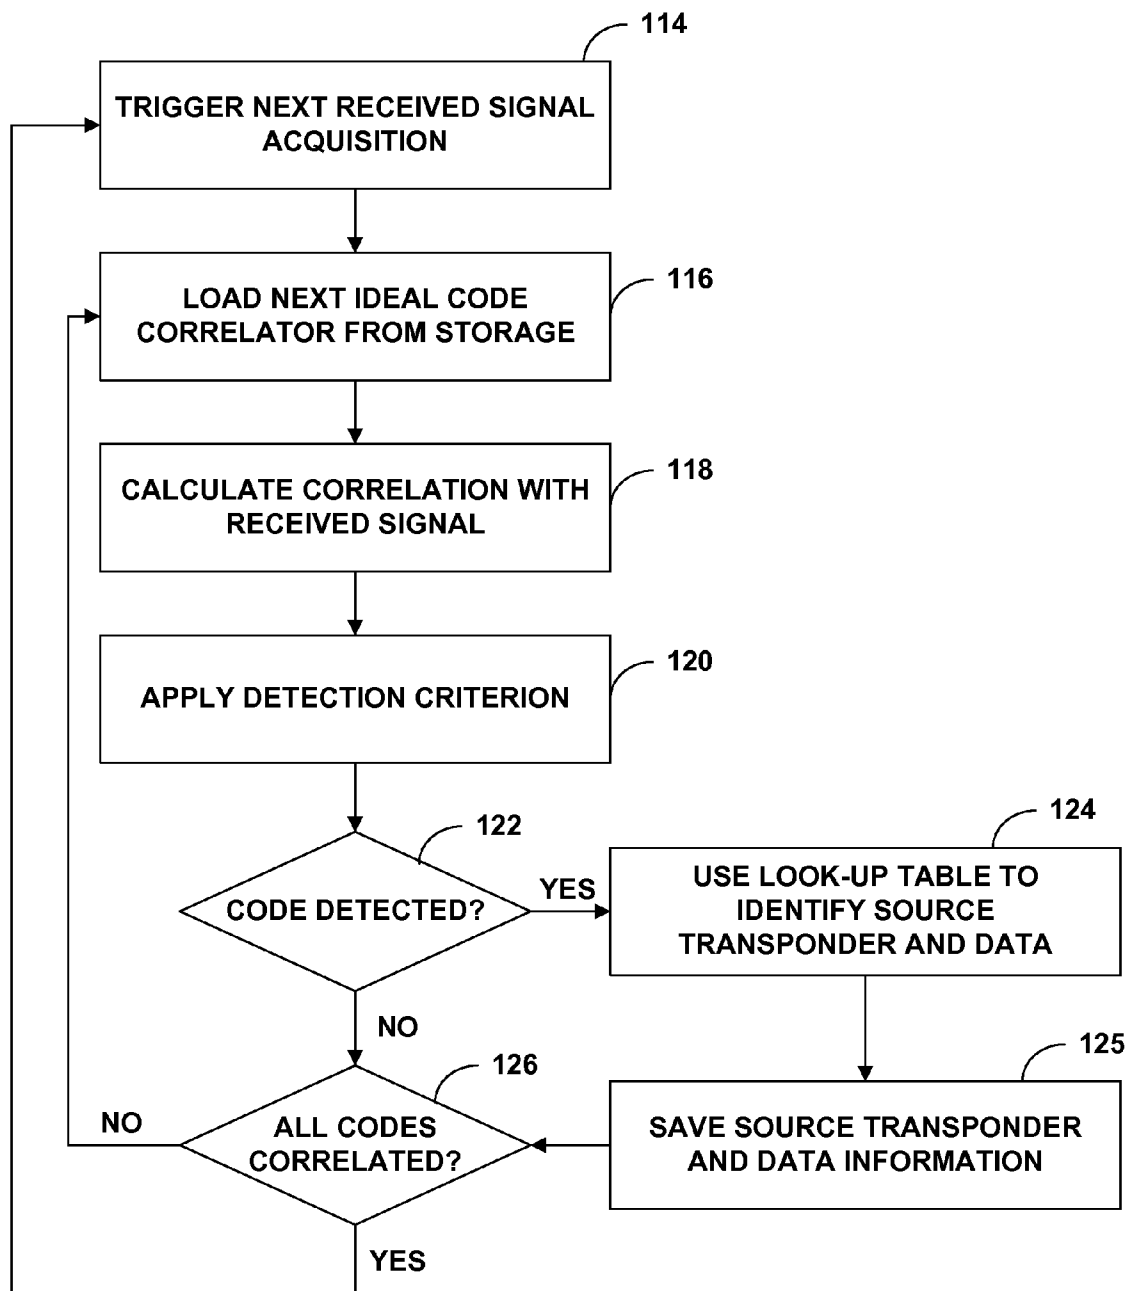 114
TRIGGER NEXT RECEIVED SIGNAL
ACQUISITION
116
LOAD NEXT IDEAL CODE
CORRELATOR FROM STORAGE
118
CALCULATE CORRELATION WITH
RECEIVED SIGNAL
120
APPLY DETECTION CRITERION
122
CODE DETECTED?
YES
124
USE LOOK-UP TABLE TO
IDENTIFY SOURCE
TRANSPONDER AND DATA
NO
125
SAVE SOURCE TRANSPONDER
AND DATA INFORMATION
126
ALL CODES
CORRELATED?
NO
YES